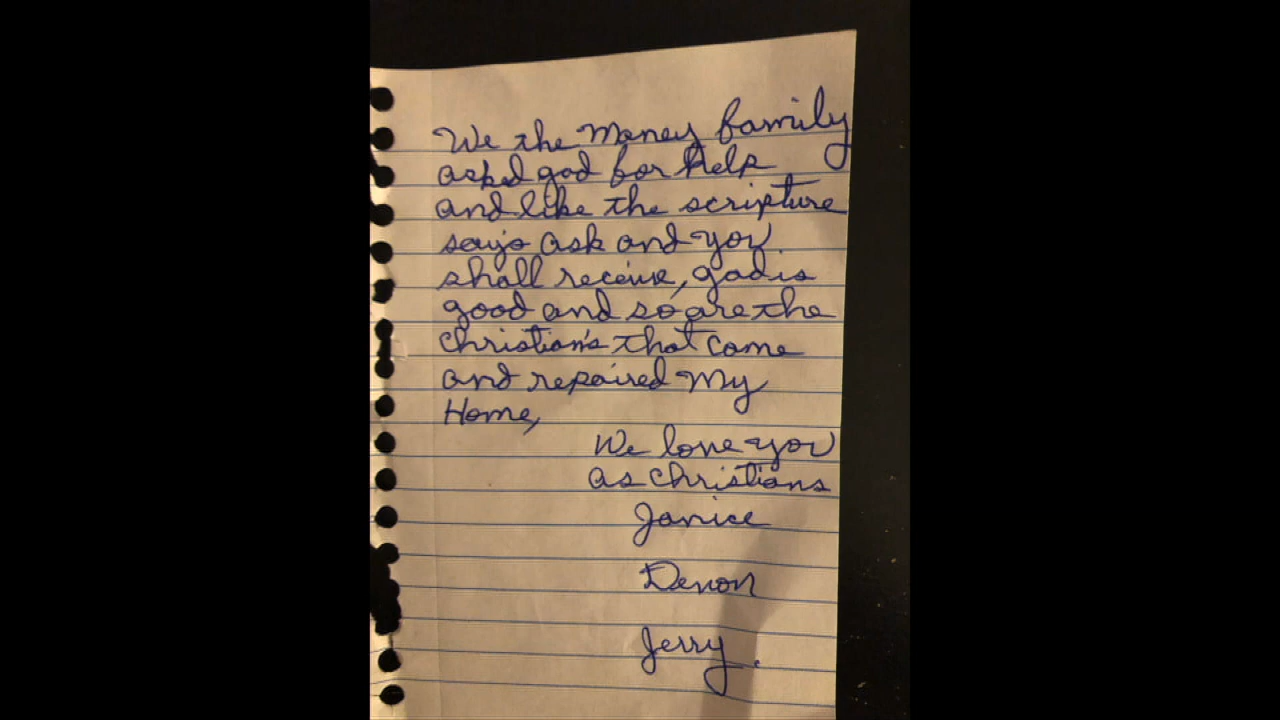 We the Money family
asked god for help
and like the scripture
says ask and you
shall receive, god is
good and so are the
christian's that come
and repaired My
Home,
We love you
as christians
Janice
Devon
Jerry.